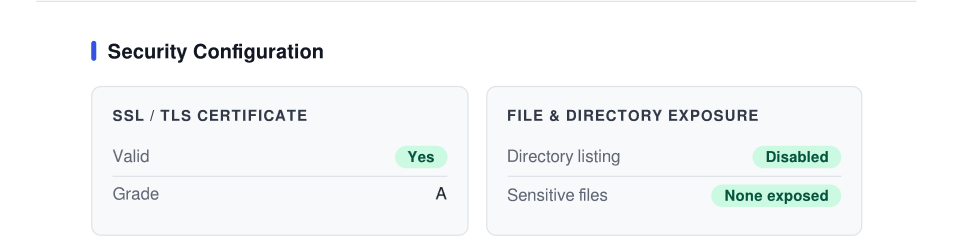 Security Configuration
SSL / TLS CERTIFICATE
Valid Yes
Grade A
FILE & DIRECTORY EXPOSURE
Directory listing Disabled
Sensitive files None exposed